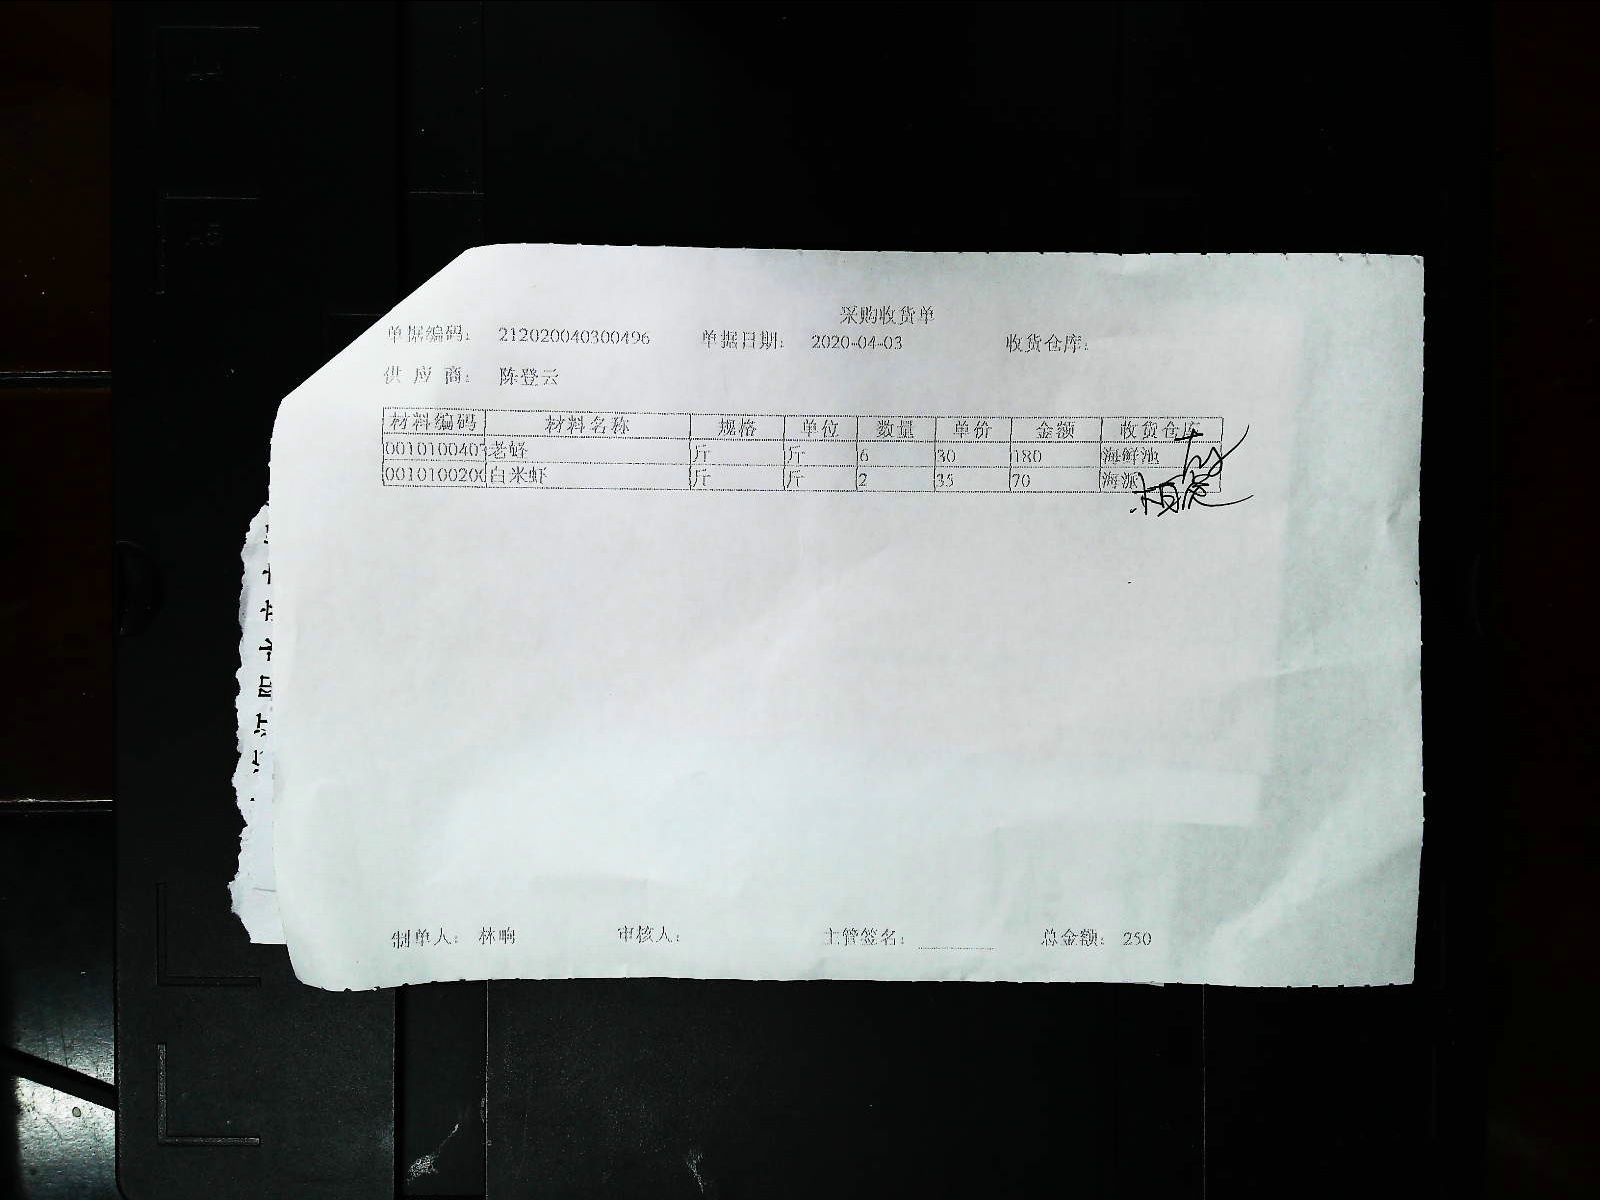 采购收货单
单据编码： 212020040300496 单据日期： 2020-04-03 收货仓库：
供 应 商： 陈登云
材料编码 材料名称 规格 单位 数量 单价 金额 收货仓库
0010100403 老蛏 斤 斤 6 30 180 海鲜池
0010100200 白米虾 斤 斤 2 35 70 海派
制单人： 林晌 审核人： 主管签名： 总金额： 250